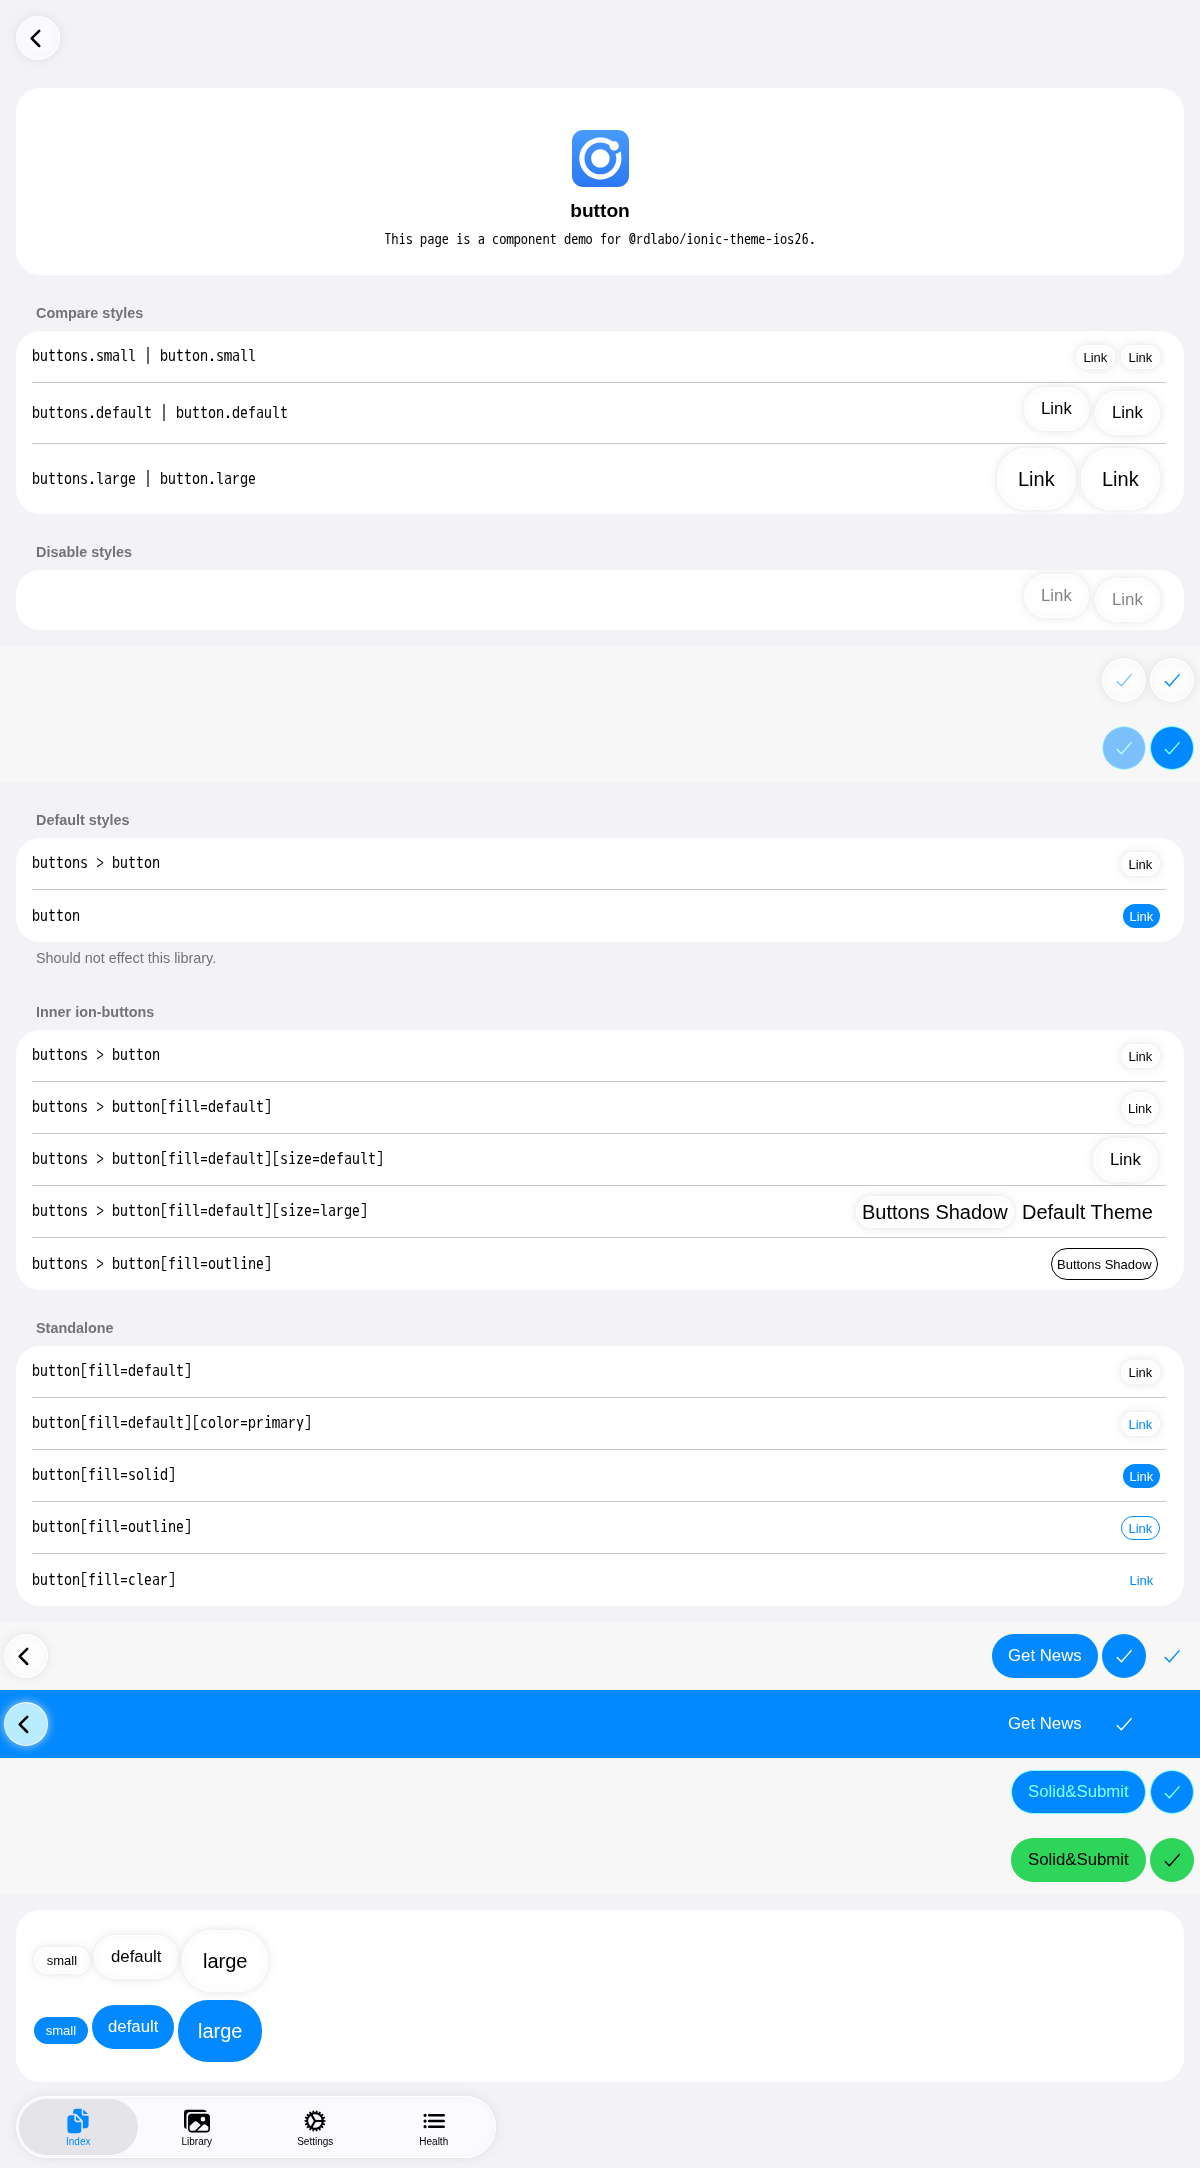 button
This page is a component demo for @rdlabo/ionic-theme-ios26.
Compare styles
buttons.small | button.small Link Link
buttons.default | button.default Link Link
buttons.large | button.large Link Link
Disable styles
Link Link
Default styles
buttons > button Link
button Link
Should not effect this library.
Inner ion-buttons
buttons > button Link
buttons > button[fill=default] Link
buttons > button[fill=default][size=default] Link
buttons > button[fill=default][size=large] Buttons Shadow Default Theme
buttons > button[fill=outline] Buttons Shadow
Standalone
button[fill=default] Link
button[fill=default][color=primary] Link
button[fill=solid] Link
button[fill=outline] Link
button[fill=clear] Link
Get News
Get News
Solid&Submit
Solid&Submit
small default large
small default large
Index Library Settings Health